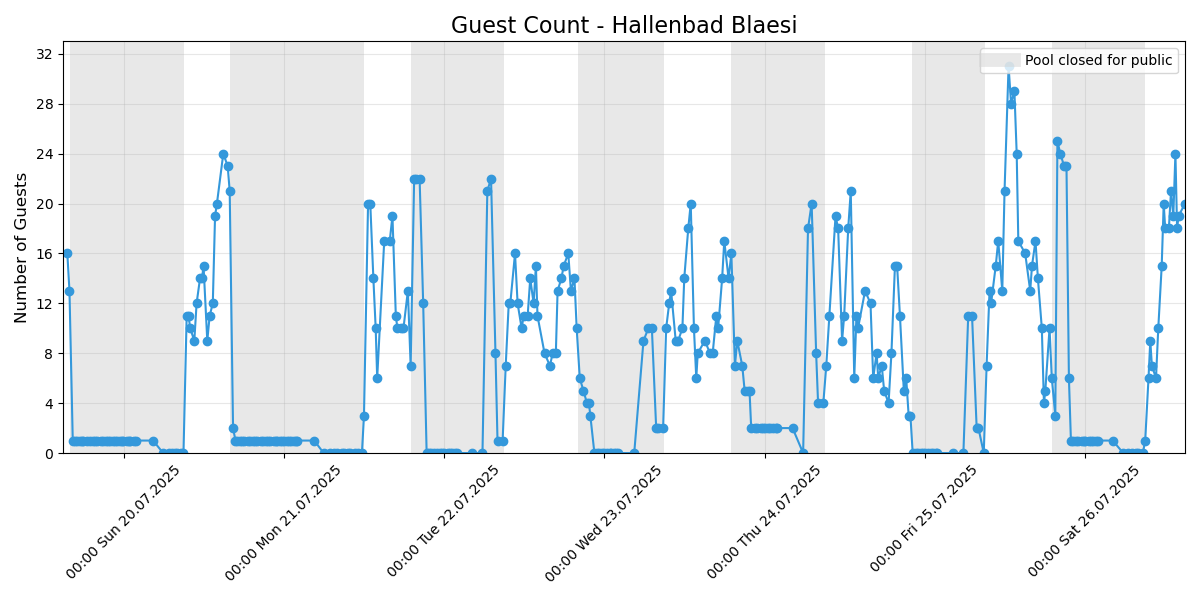 Guest Count - Hallenbad Blaesi
Pool closed for public
Number of Guests
32
28
24
20
16
12
8
4
0
00:00 Sun 20.07.2025
00:00 Mon 21.07.2025
00:00 Tue 22.07.2025
00:00 Wed 23.07.2025
00:00 Thu 24.07.2025
00:00 Fri 25.07.2025
00:00 Sat 26.07.2025